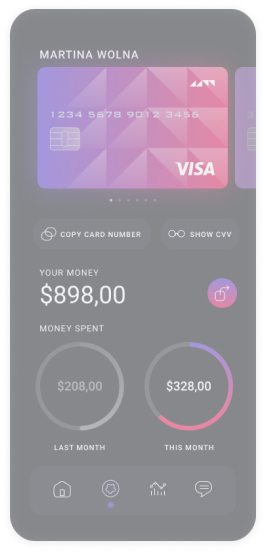 MARTINA WOLNA
1234 5678 9012 3456
VISA
COPY CARD NUMBER
SHOW CVV
YOUR MONEY
$898,00
MONEY SPENT
$208,00
$328,00
LAST MONTH
THIS MONTH